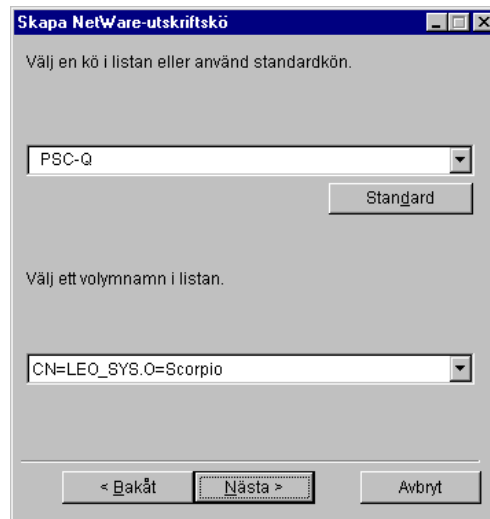 Skapa NetWare-utskriftskö
Välj en kö i listan eller använd standardkön.
PSC-Q
Standard
Välj ett volymnamn i listan.
CN=LEO_SYS.O=Scorpio
< Bakåt
Nästa >
Avbryt